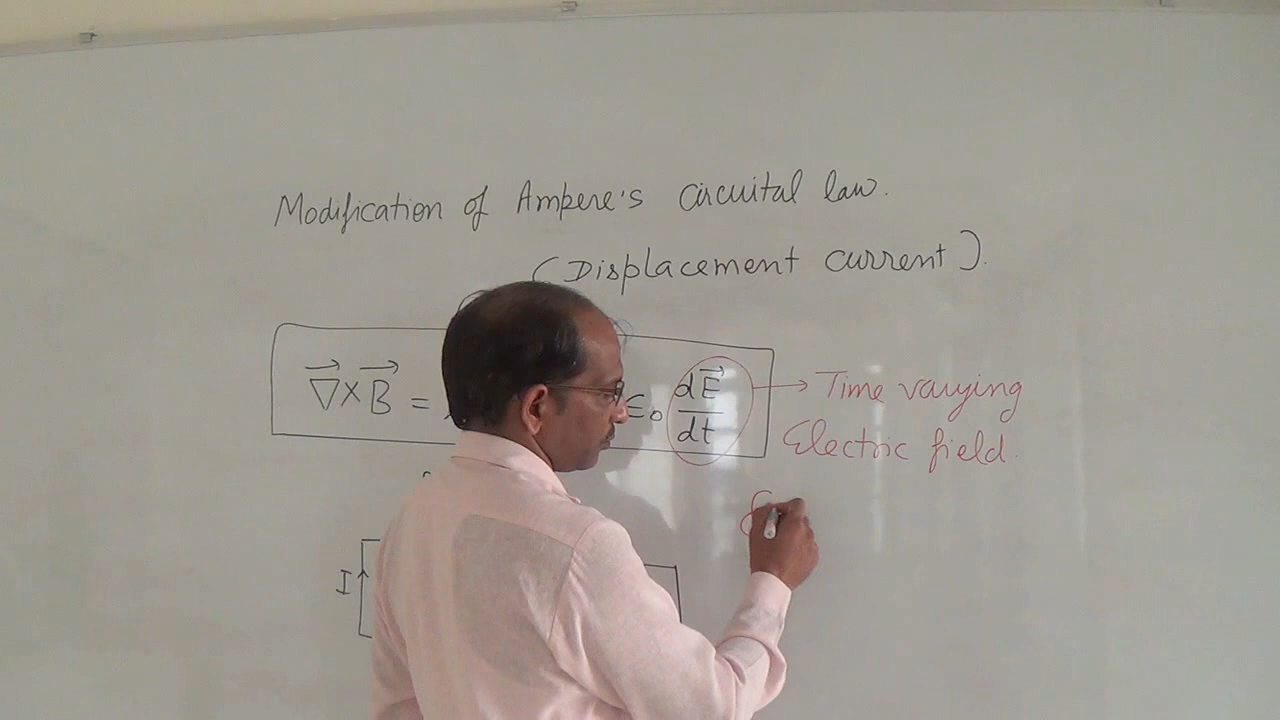 Modification of Ampere's Circuital law.
(Displacement current).
∇⃗ × B⃗ = ε₀ dE⃗/dt → Time varying
Electric field.
I